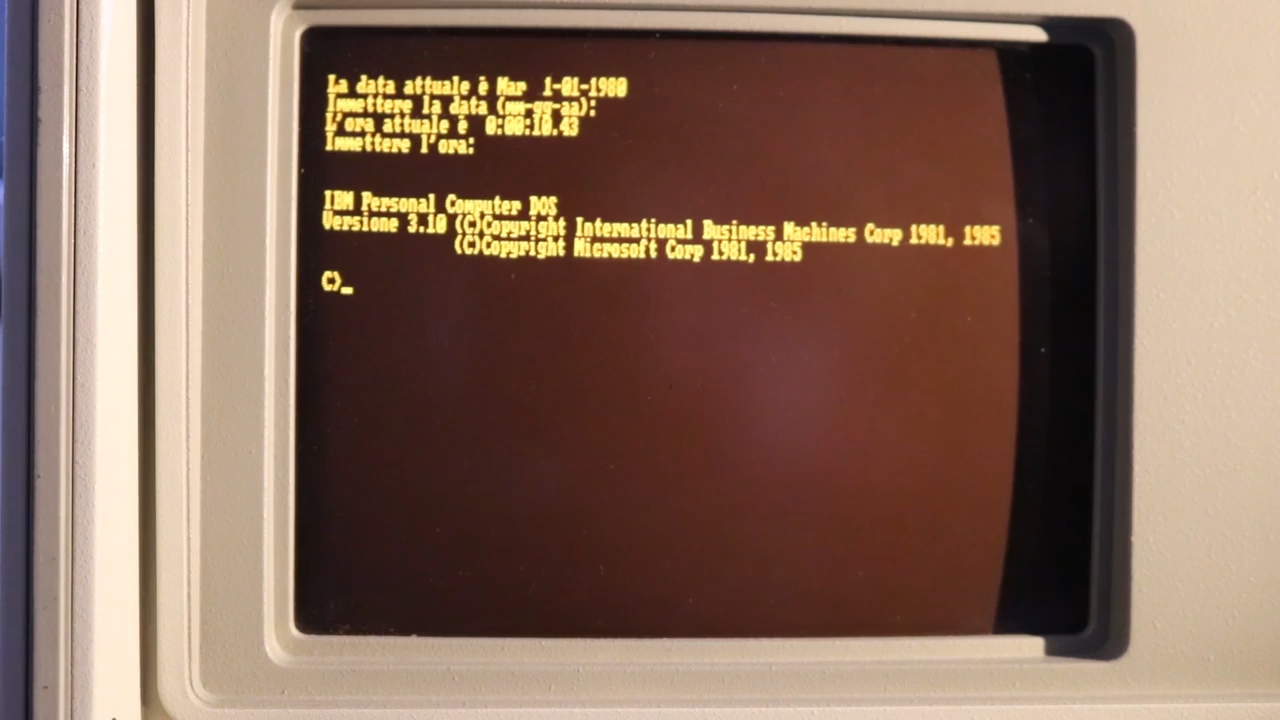 La data attuale è Mar  1-01-1980
Immettere la data (mm-gg-aa):
L'ora attuale è  0:00:10.43
Immettere l'ora:
IBM Personal Computer DOS
Versione 3.10 (C)Copyright International Business Machines Corp 1981, 1985
(C)Copyright Microsoft Corp 1981, 1985
C>_